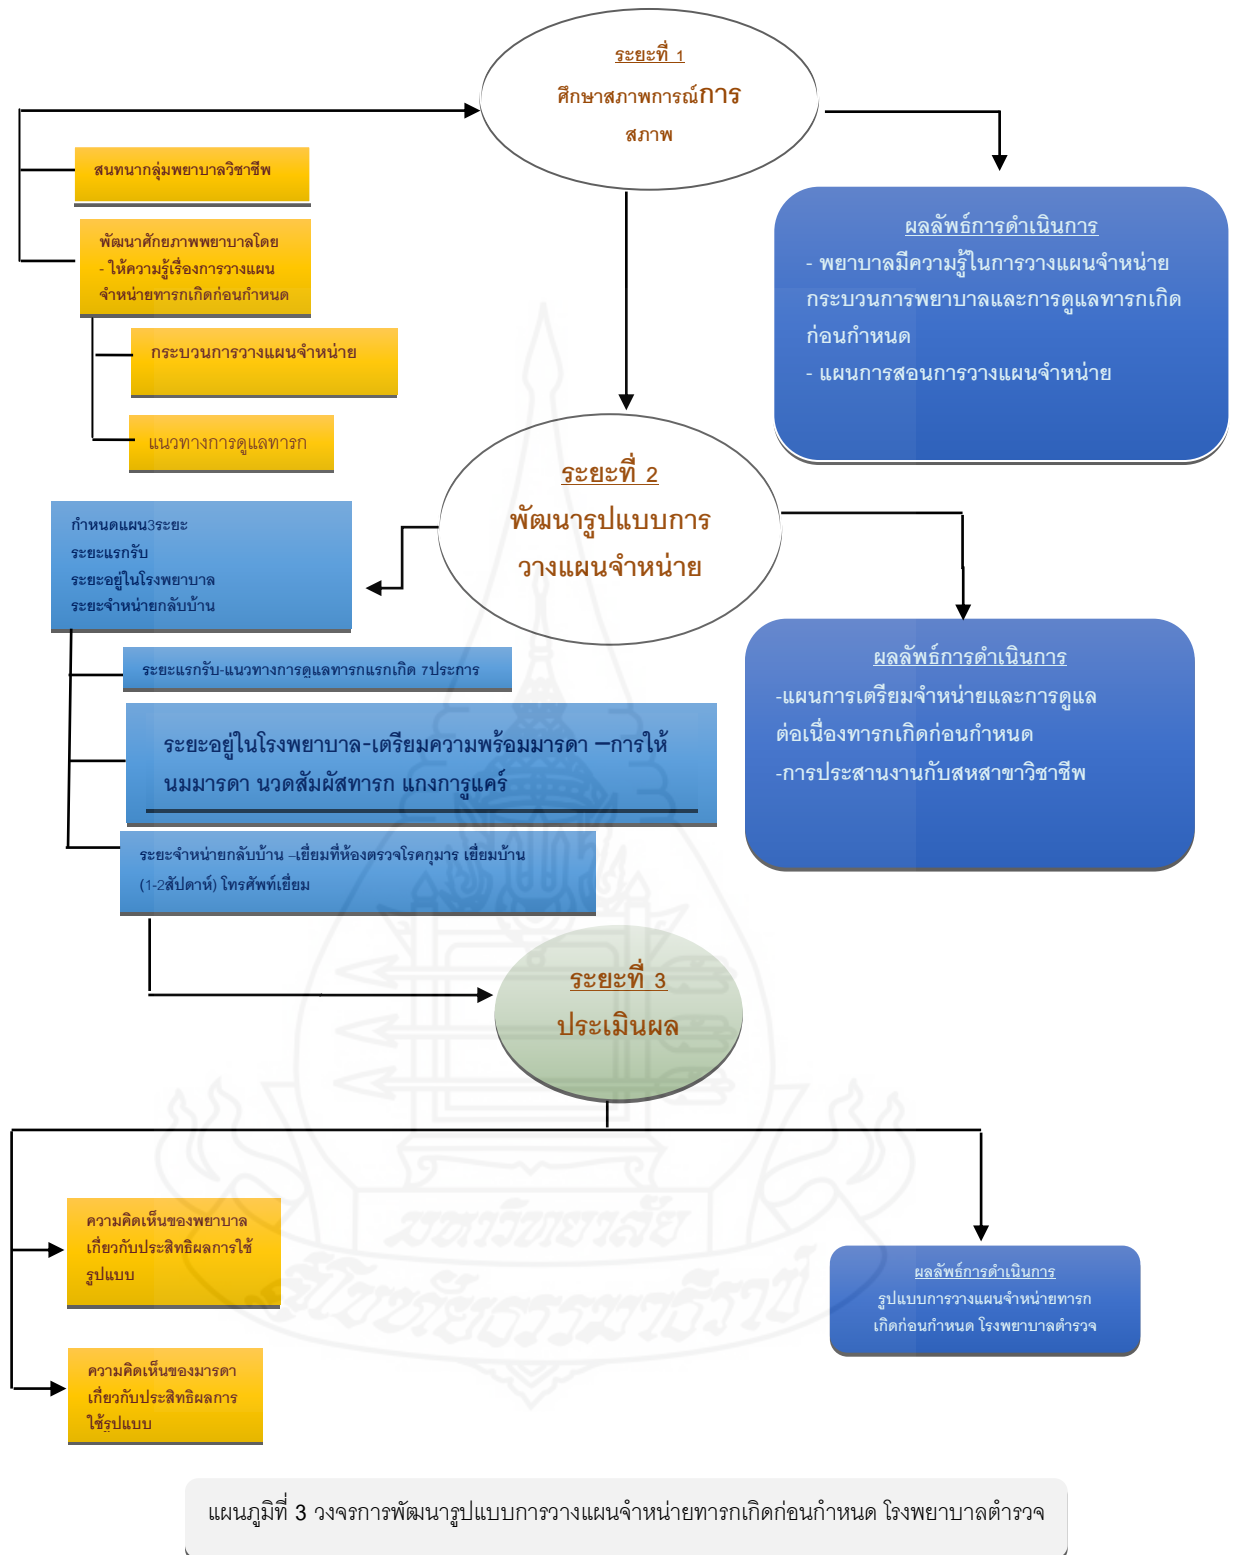 ระยะที่ 1
ศึกษาสภาพการณ์การ
สภาพ
สนทนากลุ่มพยาบาลวิชาชีพ
พัฒนาศักยภาพพยาบาลโดย
- ให้ความรู้เรื่องการวางแผน
จำหน่ายทารกเกิดก่อนกำหนด
กระบวนการวางแผนจำหน่าย
แนวทางการดูแลทารก
ผลลัพธ์การดำเนินการ
- พยาบาลมีความรู้ในการวางแผนจำหน่าย
กระบวนการพยาบาลและการดูแลทารกเกิด
ก่อนกำหนด
- แผนการสอนการวางแผนจำหน่าย
ระยะที่ 2
พัฒนารูปแบบการ
วางแผนจำหน่าย
กำหนดแผน3ระยะ
ระยะแรกรับ
ระยะอยู่ในโรงพยาบาล
ระยะจำหน่ายกลับบ้าน
ระยะแรกรับ-แนวทางการดูแลทารกแรกเกิด 7ประการ
ระยะอยู่ในโรงพยาบาล-เตรียมความพร้อมมารดา –การให้
นมมารดา นวดสัมผัสทารก แกงการูแคร์
ระยะจำหน่ายกลับบ้าน –เยี่ยมที่ห้องตรวจโรคกุมาร เยี่ยมบ้าน
(1-2สัปดาห์) โทรศัพท์เยี่ยม
ผลลัพธ์การดำเนินการ
-แผนการเตรียมจำหน่ายและการดูแล
ต่อเนื่องทารกเกิดก่อนกำหนด
-การประสานงานกับสหสาขาวิชาชีพ
ระยะที่ 3
ประเมินผล
ความคิดเห็นของพยาบาล
เกี่ยวกับประสิทธิผลการใช้
รูปแบบ
ความคิดเห็นของมารดา
เกี่ยวกับประสิทธิผลการ
ใช้รูปแบบ
ผลลัพธ์การดำเนินการ
รูปแบบการวางแผนจำหน่ายทารก
เกิดก่อนกำหนด โรงพยาบาลตำรวจ
มหาวิทยาลัย
สุโขทัยธรรมาธิราช
แผนภูมิที่ 3 วงจรการพัฒนารูปแบบการวางแผนจำหน่ายทารกเกิดก่อนกำหนด โรงพยาบาลตำรวจ